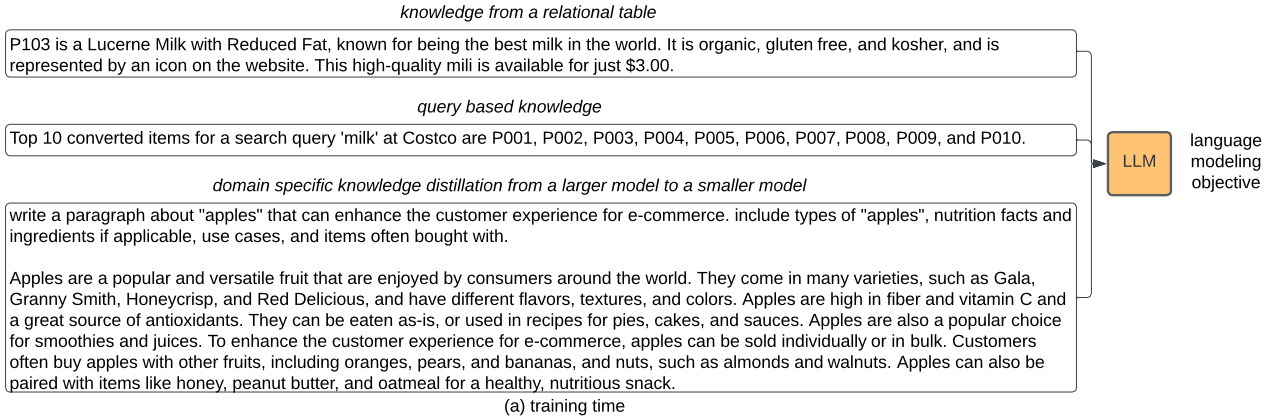 knowledge from a relational table
P103 is a Lucerne Milk with Reduced Fat, known for being the best milk in the world. It is organic, gluten free, and kosher, and is
represented by an icon on the website. This high-quality mili is available for just $3.00.
query based knowledge
Top 10 converted items for a search query 'milk' at Costco are P001, P002, P003, P004, P005, P006, P007, P008, P009, and P010.
domain specific knowledge distillation from a larger model to a smaller model
write a paragraph about "apples" that can enhance the customer experience for e-commerce. include types of "apples", nutrition facts and
ingredients if applicable, use cases, and items often bought with.
Apples are a popular and versatile fruit that are enjoyed by consumers around the world. They come in many varieties, such as Gala,
Granny Smith, Honeycrisp, and Red Delicious, and have different flavors, textures, and colors. Apples are high in fiber and vitamin C and
a great source of antioxidants. They can be eaten as-is, or used in recipes for pies, cakes, and sauces. Apples are also a popular choice
for smoothies and juices. To enhance the customer experience for e-commerce, apples can be sold individually or in bulk. Customers
often buy apples with other fruits, including oranges, pears, and bananas, and nuts, such as almonds and walnuts. Apples can also be
paired with items like honey, peanut butter, and oatmeal for a healthy, nutritious snack.
LLM
language
modeling
objective
(a) training time